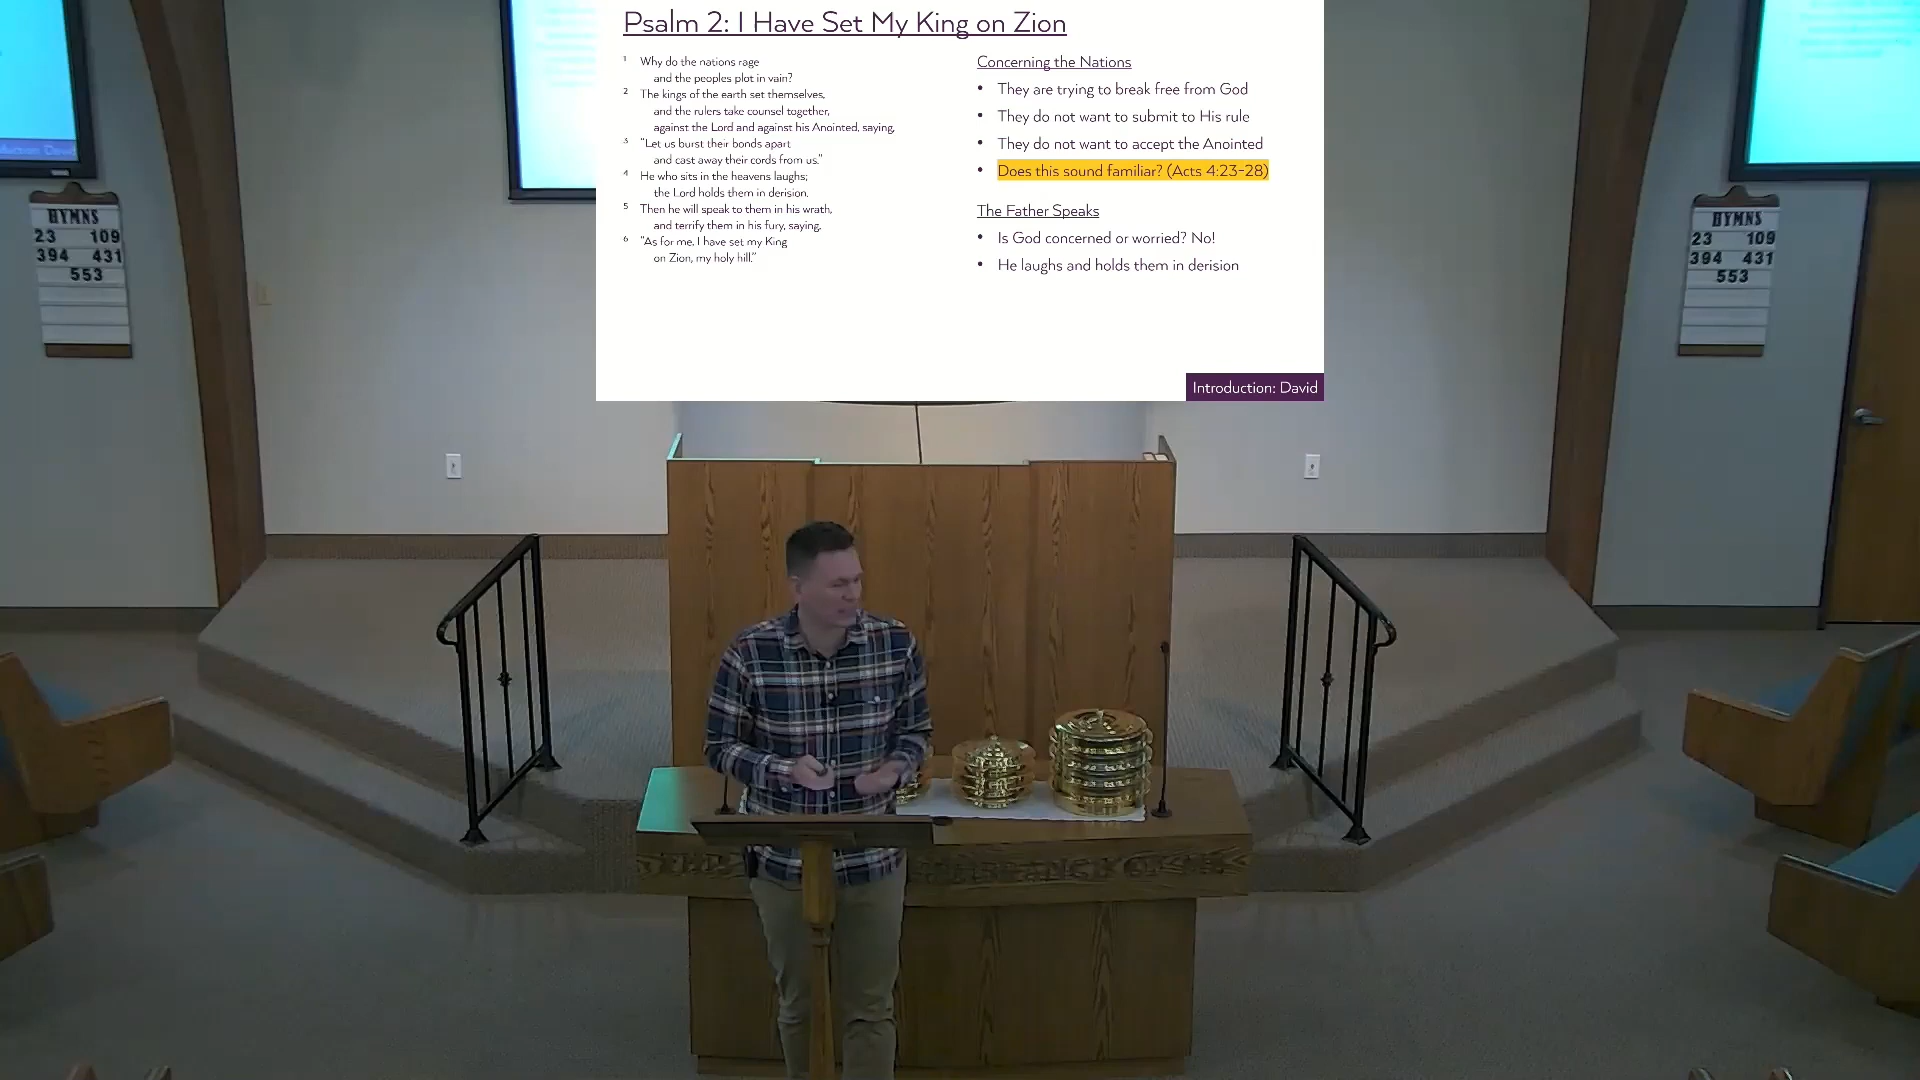 Psalm 2: I Have Set My King on Zion
1 Why do the nations rage
and the peoples plot in vain?
2 The kings of the earth set themselves,
and the rulers take counsel together,
against the Lord and against his Anointed, saying,
3 "Let us burst their bonds apart
and cast away their cords from us."
4 He who sits in the heavens laughs;
the Lord holds them in derision.
5 Then he will speak to them in his wrath,
and terrify them in his fury, saying,
6 "As for me, I have set my King
on Zion, my holy hill."
Concerning the Nations
• They are trying to break free from God
• They do not want to submit to His rule
• They do not want to accept the Anointed
• Does this sound familiar? (Acts 4:23-28)
The Father Speaks
• Is God concerned or worried? No!
• He laughs and holds them in derision
Introduction: David
HYMNS
23 109
394 431
553
HYMNS
23 109
394 431
553